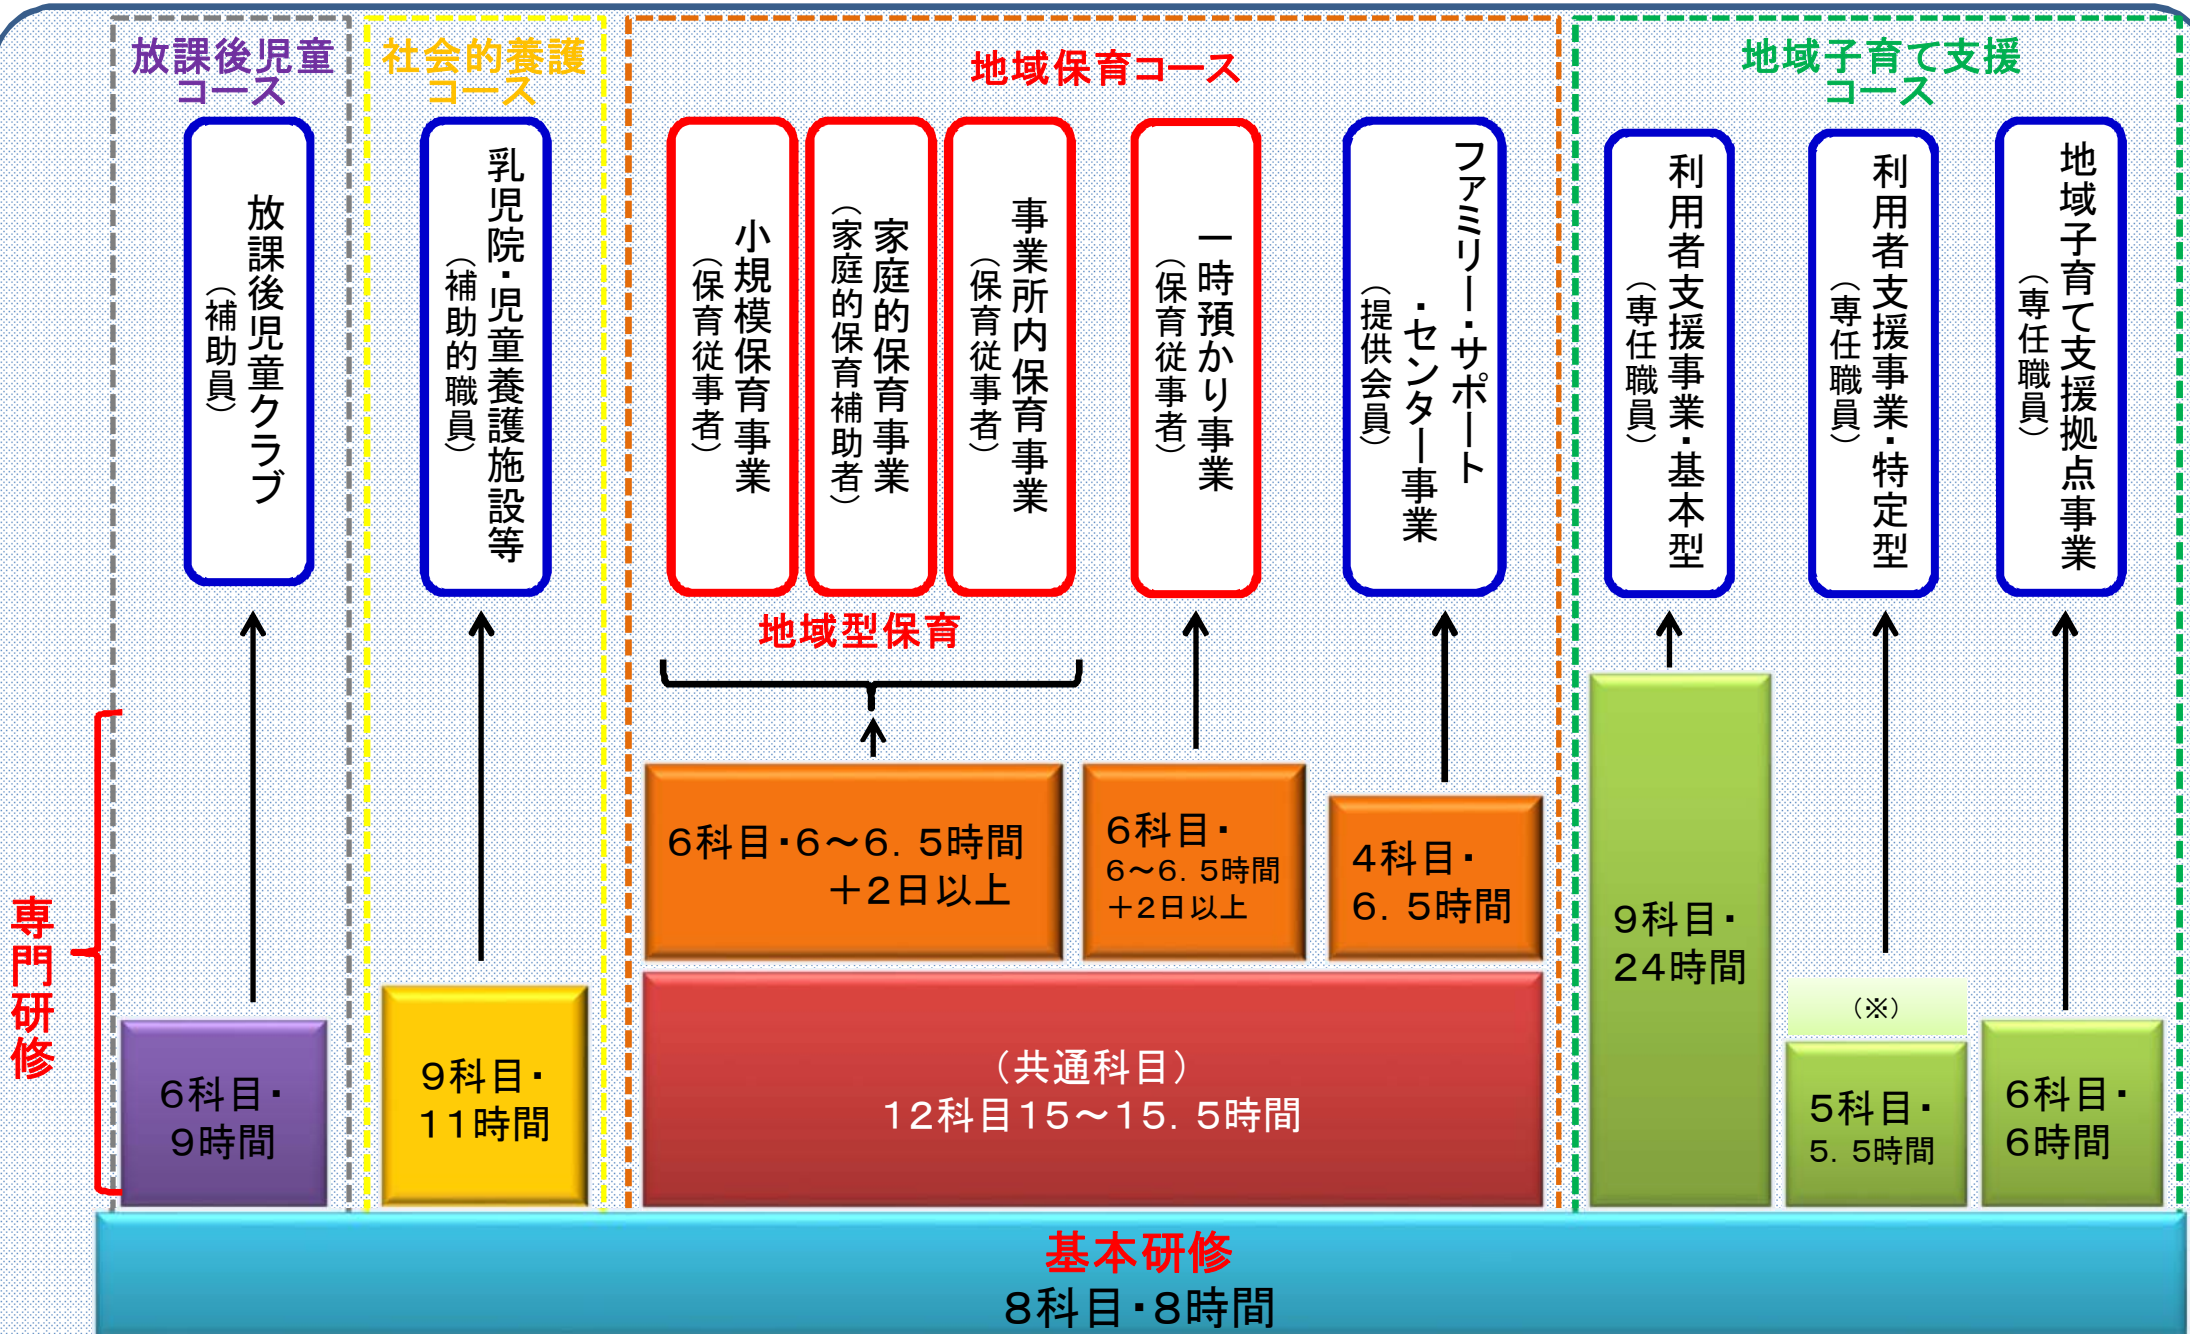 放課後児童
コース
社会的養護
コース
地域保育コース
地域子育て支援
コース
放課後児童クラブ
（補助員）
乳児院・児童養護施設等
（補助的職員）
小規模保育事業
（保育従事者）
家庭的保育事業
（家庭的保育補助者）
事業所内保育事業
（保育従事者）
一時預かり事業
（保育従事者）
ファミリー・サポート
・センター事業
（提供会員）
利用者支援事業・基本型
（専任職員）
利用者支援事業・特定型
（専任職員）
地域子育て支援拠点事業
（専任職員）
地域型保育
専門研修
6科目・
9時間
9科目・
11時間
6科目・6～6．5時間
＋2日以上
6科目・
6～6．5時間
＋2日以上
4科目・
6．5時間
（共通科目）
12科目15～15．5時間
9科目・
24時間
（※）
5科目・
5．5時間
6科目・
6時間
基本研修
8科目・8時間